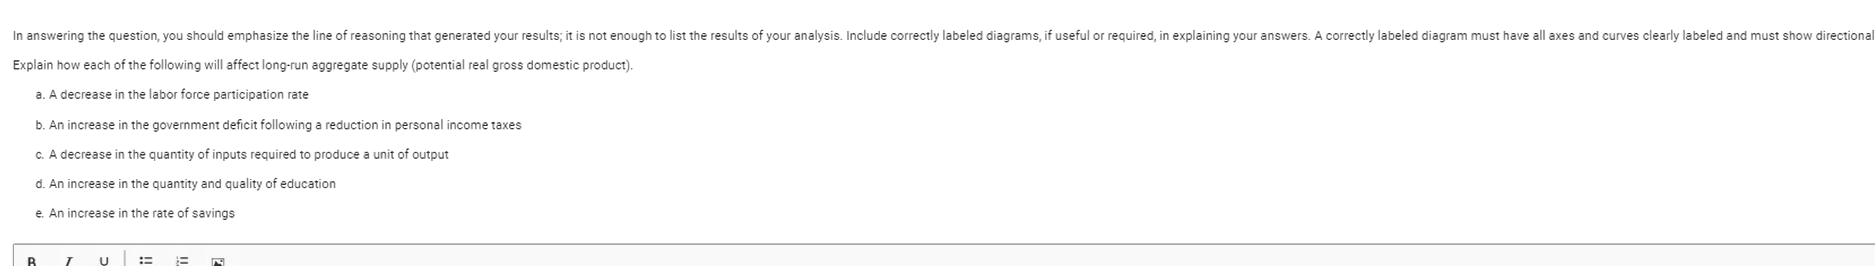 In answering the question, you should emphasize the line of reasoning that generated your results; it is not enough to list the results of your analysis. Include correctly labeled diagrams, if useful or required, in explaining your answers. A correctly labeled diagram must have all axes and curves clearly labeled and must show directional
Explain how each of the following will affect long-run aggregate supply (potential real gross domestic product).
a. A decrease in the labor force participation rate
b. An increase in the government deficit following a reduction in personal income taxes
c. A decrease in the quantity of inputs required to produce a unit of output
d. An increase in the quantity and quality of education
e. An increase in the rate of savings
B I U